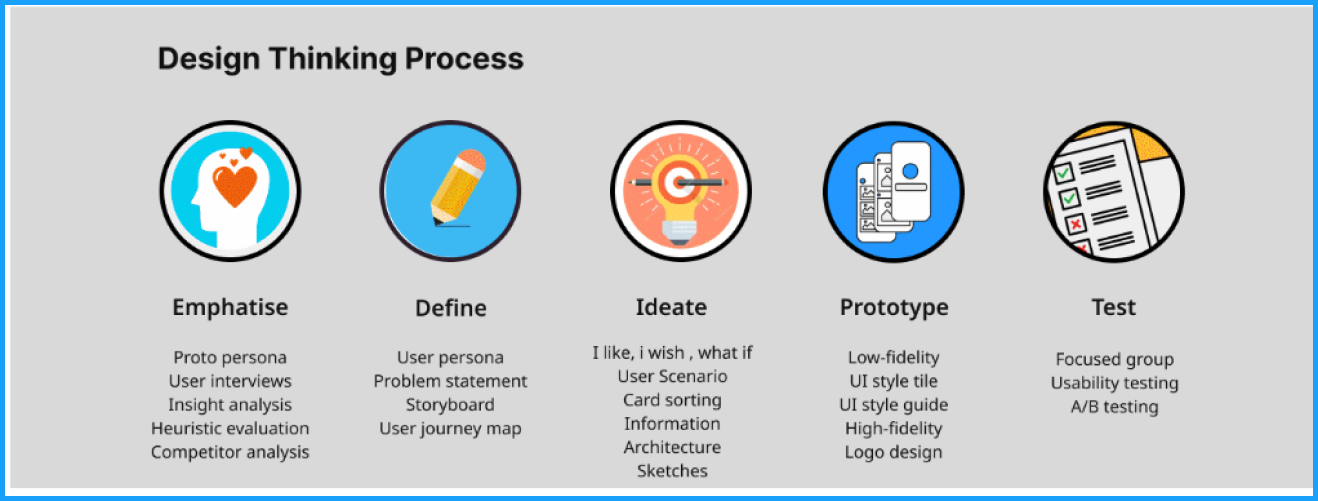 Design Thinking Process
Emphatise
Proto persona
User interviews
Insight analysis
Heuristic evaluation
Competitor analysis
Define
User persona
Problem statement
Storyboard
User journey map
Ideate
I like, i wish , what if
User Scenario
Card sorting
Information
Architecture
Sketches
Prototype
Low-fidelity
UI style tile
UI style guide
High-fidelity
Logo design
Test
Focused group
Usability testing
A/B testing